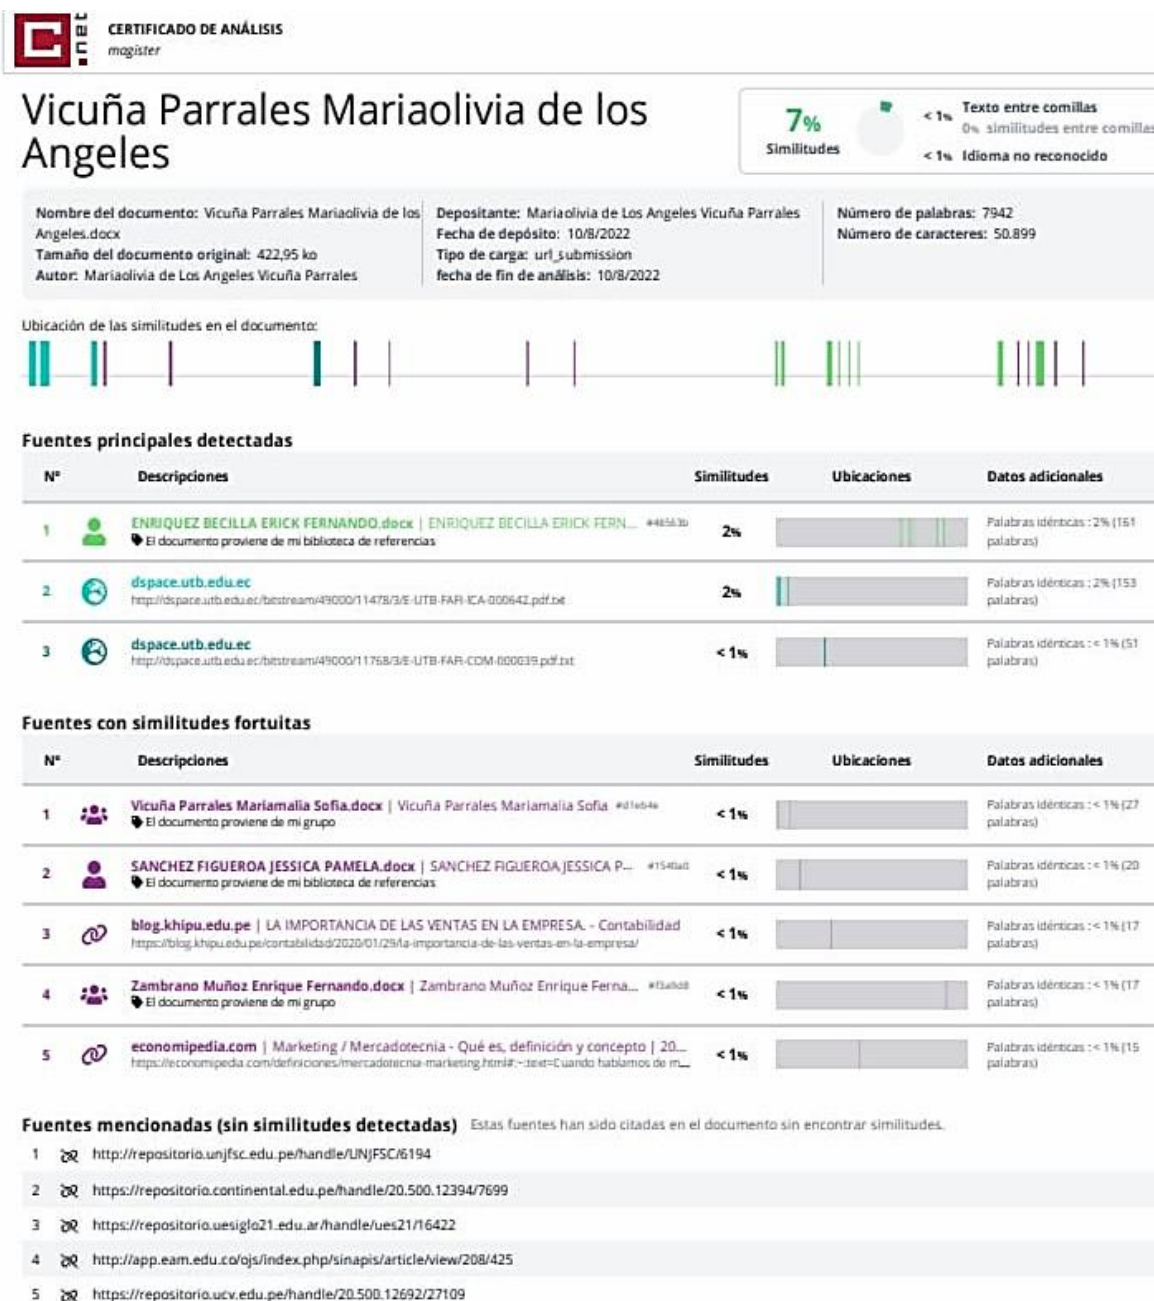 C
.net
CERTIFICADO DE ANÁLISIS
magister
Vicuña Parrales Mariaolivia de los
Angeles
7%
Similitudes
< 1% Texto entre comillas
0% similitudes entre comillas
< 1% Idioma no reconocido
Nombre del documento: Vicuña Parrales Mariaolivia de los
Angeles.docx
Tamaño del documento original: 422,95 ko
Autor: Mariaolivia de Los Angeles Vicuña Parrales
Depositante: Mariaolivia de Los Angeles Vicuña Parrales
Fecha de depósito: 10/8/2022
Tipo de carga: url_submission
fecha de fin de análisis: 10/8/2022
Número de palabras: 7942
Número de caracteres: 50.899
Ubicación de las similitudes en el documento:
Fuentes principales detectadas
N° Descripciones Similitudes Ubicaciones Datos adicionales
1 ENRIQUEZ BECILLA ERICK FERNANDO.docx | ENRIQUEZ BECILLA ERICK FERN... 2% Palabras idénticas : 2% (161
El documento proviene de mi biblioteca de referencias palabras)
2 dspace.utb.edu.ec 2% Palabras idénticas : 2% (153
http://dspace.utb.edu.ec/bitstream/49000/11478/3/E-UTB-FAFI-ICA-000642.pdf.txt palabras)
3 dspace.utb.edu.ec < 1% Palabras idénticas : < 1% (51
http://dspace.utb.edu.ec/bitstream/49000/11768/3/E-UTB-FAFI-COM-000039.pdf.txt palabras)
Fuentes con similitudes fortuitas
N° Descripciones Similitudes Ubicaciones Datos adicionales
1 Vicuña Parrales Mariamalia Sofia.docx | Vicuña Parrales Mariamalia Sofia < 1% Palabras idénticas : < 1% (27
El documento proviene de mi grupo palabras)
2 SANCHEZ FIGUEROA JESSICA PAMELA.docx | SANCHEZ FIGUEROA JESSICA P... < 1% Palabras idénticas : < 1% (20
El documento proviene de mi biblioteca de referencias palabras)
3 blog.khipu.edu.pe | LA IMPORTANCIA DE LAS VENTAS EN LA EMPRESA. - Contabilidad < 1% Palabras idénticas : < 1% (17
https://blog.khipu.edu.pe/contabilidad/2020/01/29/la-importancia-de-las-ventas-en-la-empresa/ palabras)
4 Zambrano Muñoz Enrique Fernando.docx | Zambrano Muñoz Enrique Ferna... < 1% Palabras idénticas : < 1% (17
El documento proviene de mi grupo palabras)
5 economipedia.com | Marketing / Mercadotecnia - Qué es, definición y concepto | 20... < 1% Palabras idénticas : < 1% (15
https://economipedia.com/definiciones/mercadotecnia-marketing.html#:~:text=Cuando hablamos de m... palabras)
Fuentes mencionadas (sin similitudes detectadas) Estas fuentes han sido citadas en el documento sin encontrar similitudes.
1 http://repositorio.unjfsc.edu.pe/handle/UNJFSC/6194
2 https://repositorio.continental.edu.pe/handle/20.500.12394/7699
3 https://repositorio.uesiglo21.edu.ar/handle/ues21/16422
4 http://app.eam.edu.co/ojs/index.php/sinapis/article/view/208/425
5 https://repositorio.ucv.edu.pe/handle/20.500.12692/27109